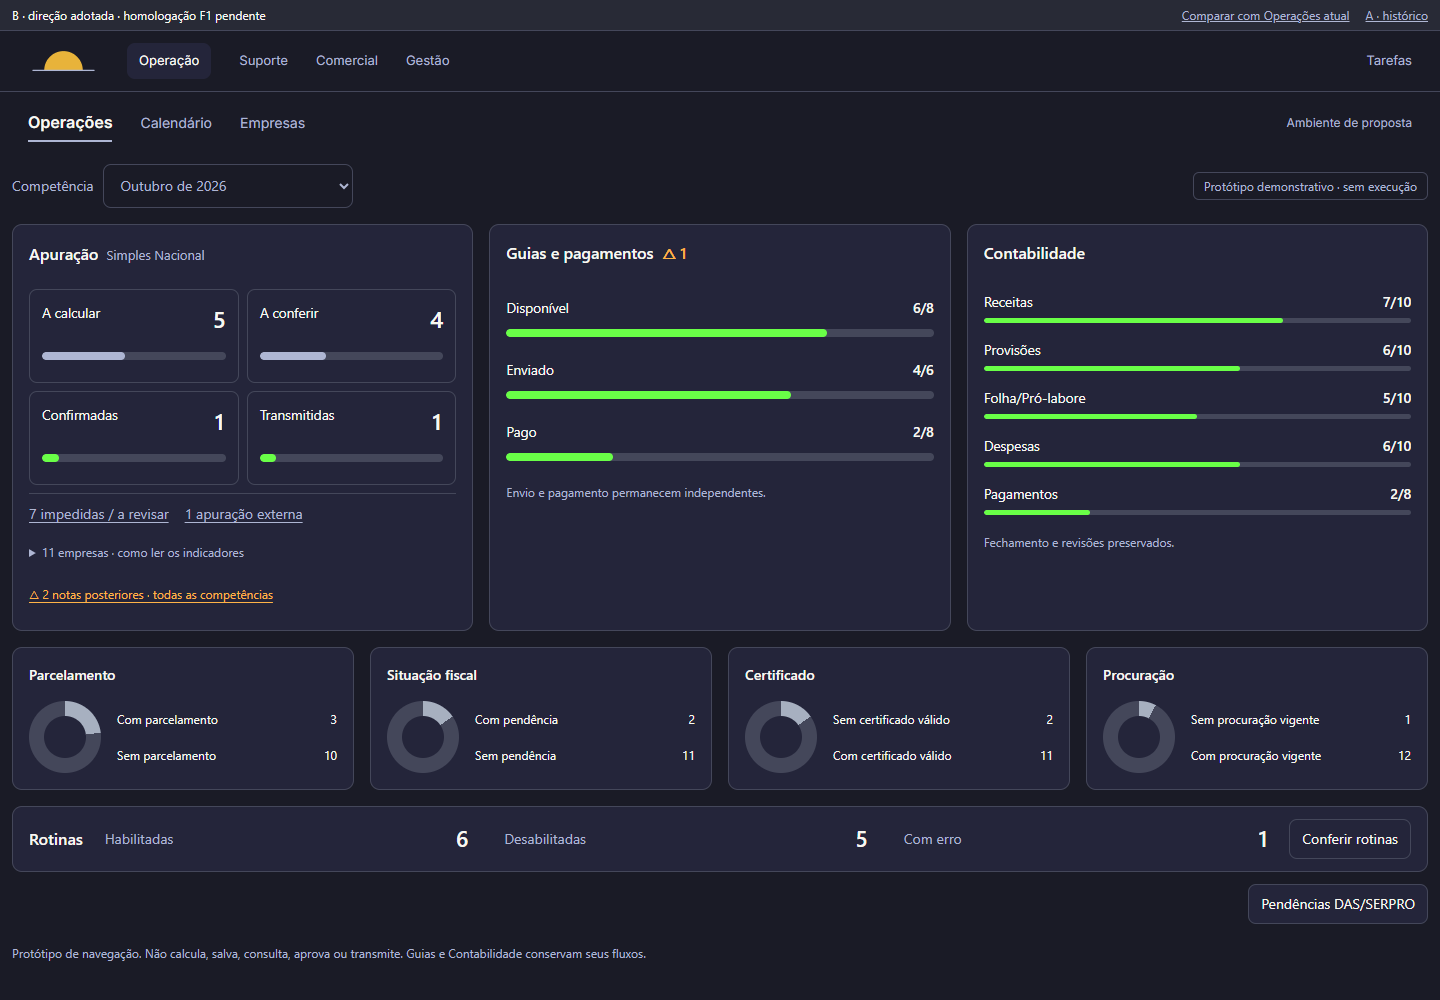 B · direção adotada · homologação F1 pendente
Comparar com Operações atual
A · histórico
Operação
Suporte
Comercial
Gestão
Tarefas
Operações
Calendário
Empresas
Ambiente de proposta
Competência
Outubro de 2026
Protótipo demonstrativo · sem execução
Apuração Simples Nacional
A calcular 5
A conferir 4
Confirmadas 1
Transmitidas 1
7 impedidas / a revisar
1 apuração externa
11 empresas · como ler os indicadores
△ 2 notas posteriores · todas as competências
Guias e pagamentos △ 1
Disponível 6/8
Enviado 4/6
Pago 2/8
Envio e pagamento permanecem independentes.
Contabilidade
Receitas 7/10
Provisões 6/10
Folha/Pró-labore 5/10
Despesas 6/10
Pagamentos 2/8
Fechamento e revisões preservados.
Parcelamento
Com parcelamento 3
Sem parcelamento 10
Situação fiscal
Com pendência 2
Sem pendência 11
Certificado
Sem certificado válido 2
Com certificado válido 11
Procuração
Sem procuração vigente 1
Com procuração vigente 12
Rotinas
Habilitadas 6
Desabilitadas 5
Com erro 1
Conferir rotinas
Pendências DAS/SERPRO
Protótipo de navegação. Não calcula, salva, consulta, aprova ou transmite. Guias e Contabilidade conservam seus fluxos.